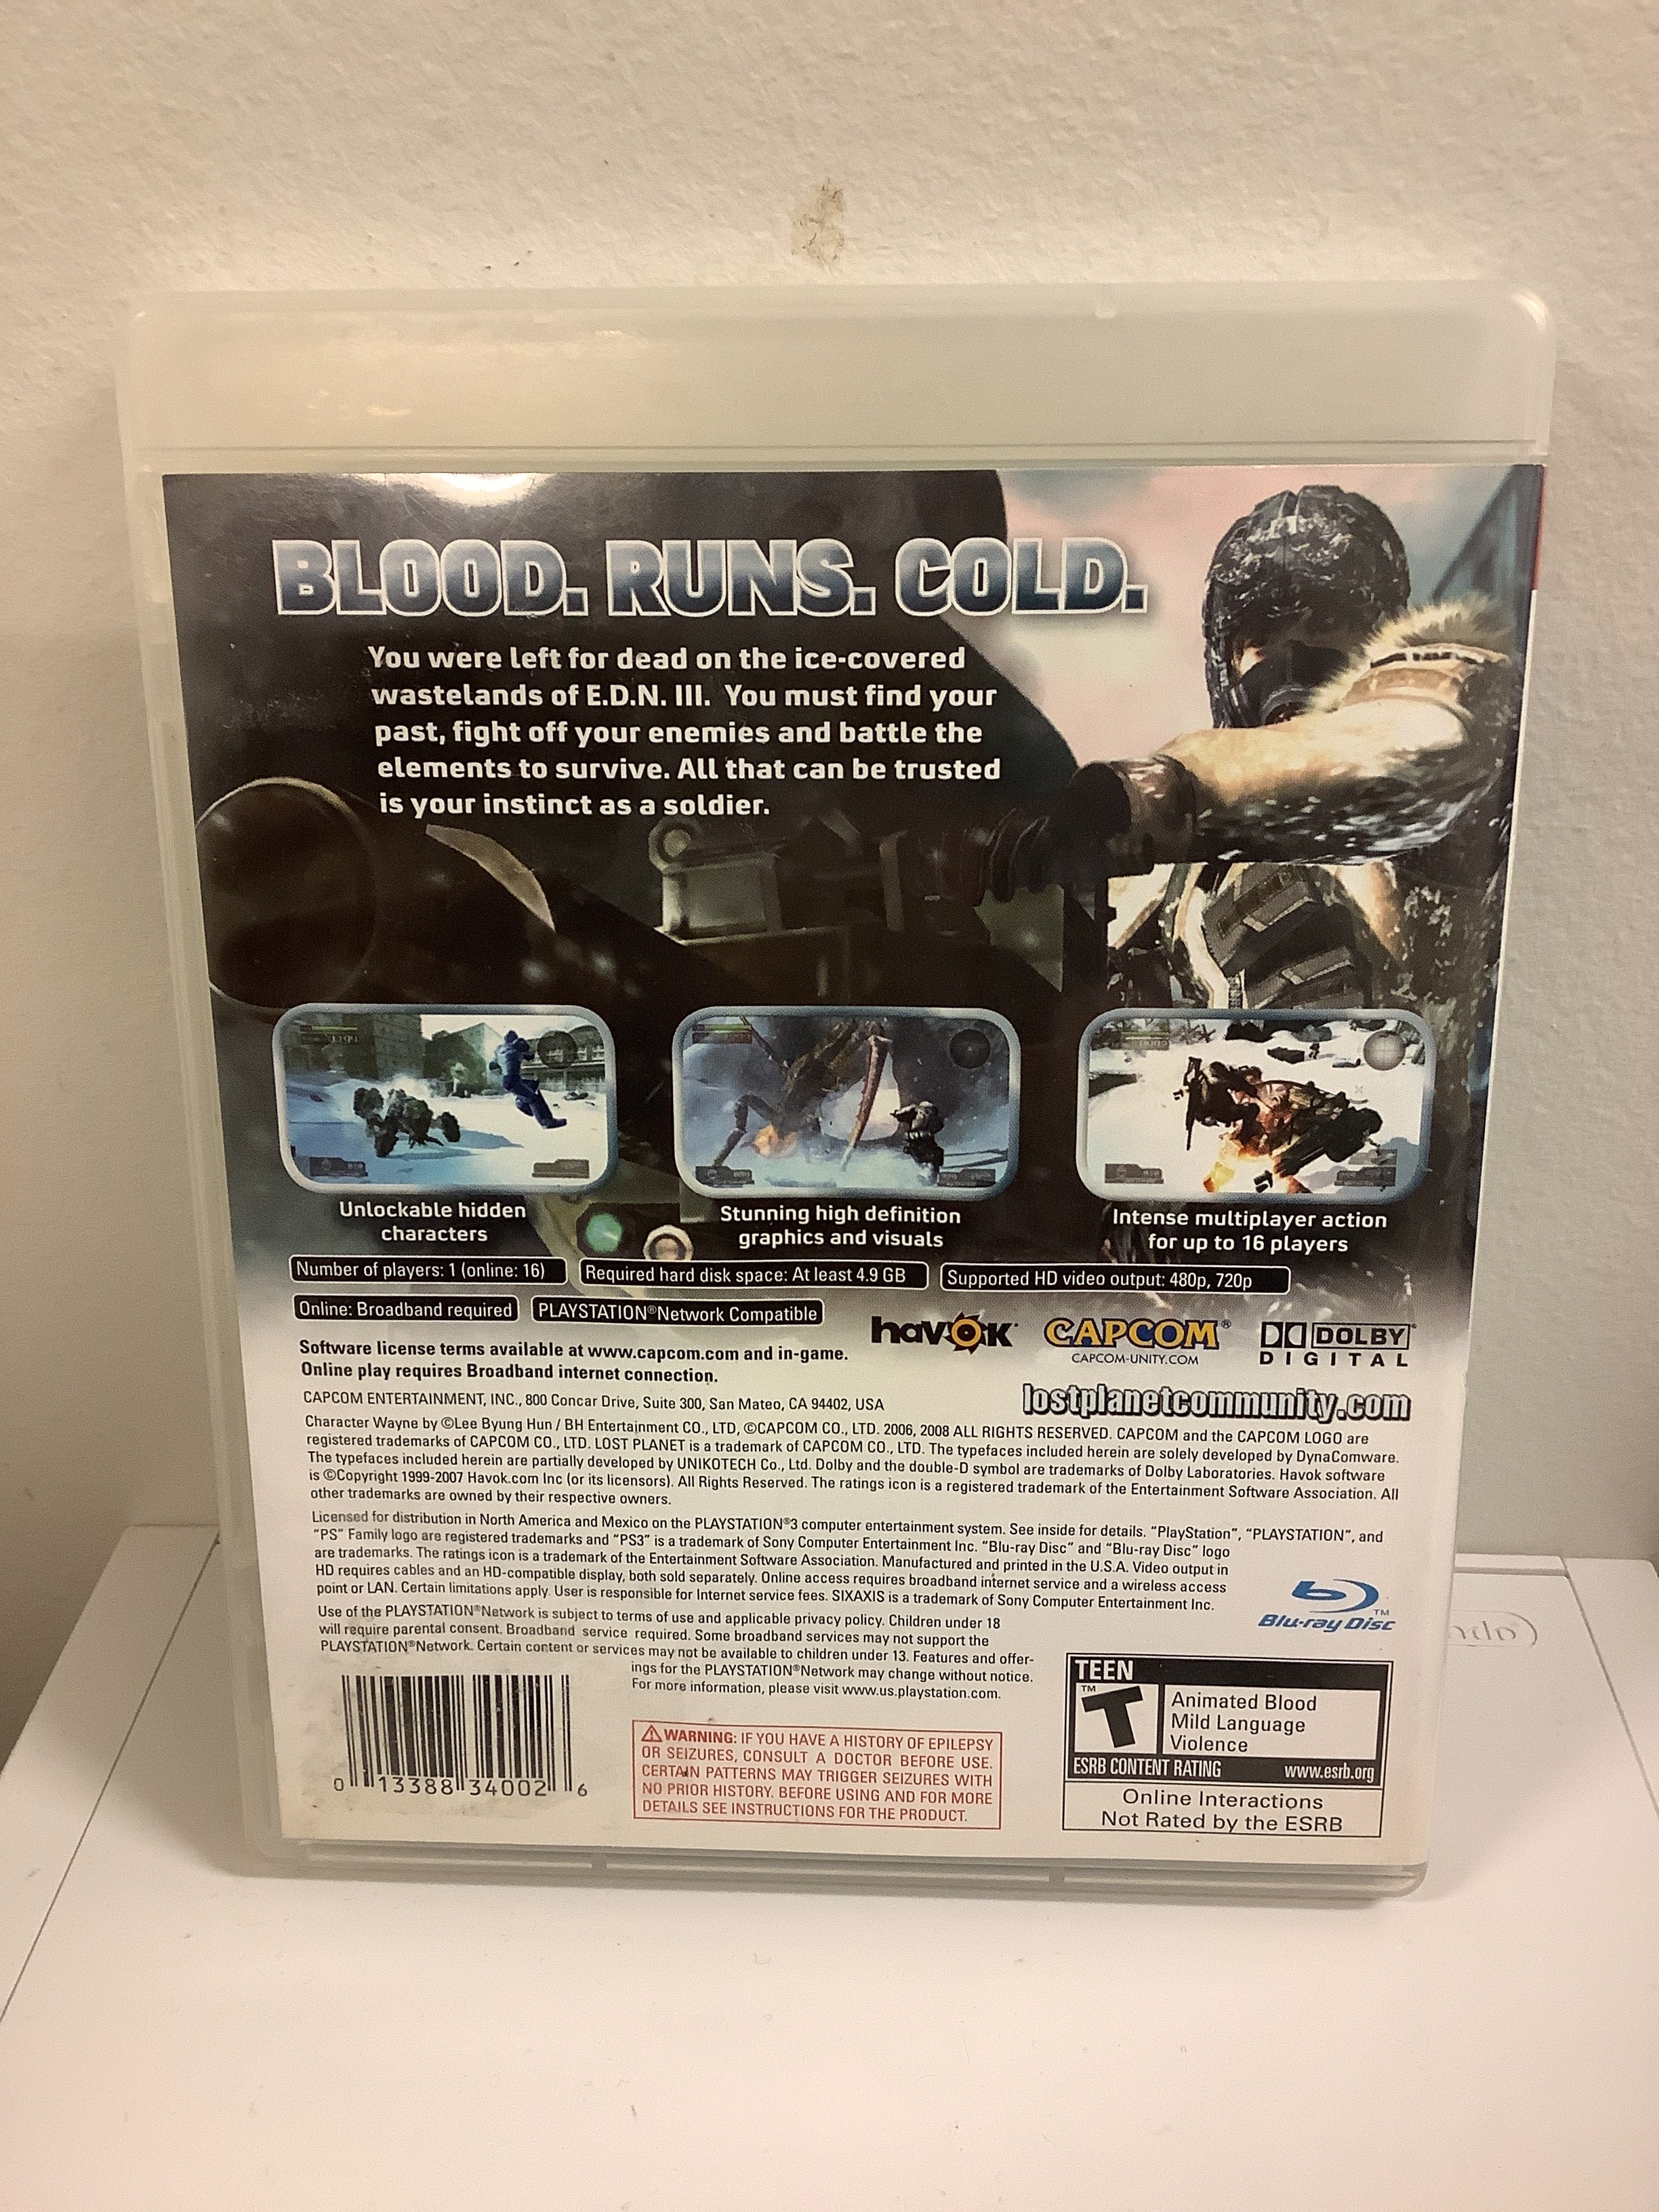 BLOOD. RUNS. COLD.
You were left for dead on the ice-covered
wastelands of E.D.N. III. You must find your
past, fight off your enemies and battle the
elements to survive. All that can be trusted
is your instinct as a soldier.
Unlockable hidden
characters
Stunning high definition
graphics and visuals
Intense multiplayer action
for up to 16 players
Number of players: 1 (online: 16)
Required hard disk space: At least 4.9 GB
Supported HD video output: 480p, 720p
Online: Broadband required
PLAYSTATION®Network Compatible
havok
CAPCOM®
CAPCOM-UNITY.COM
DOLBY®
DIGITAL
Software license terms available at www.capcom.com and in-game.
Online play requires Broadband internet connection.
CAPCOM ENTERTAINMENT, INC., 800 Concar Drive, Suite 300, San Mateo, CA 94402, USA
lostplanetcommunity.com
Character Wayne by ©Lee Byung Hun / BH Entertainment CO., LTD, ©CAPCOM CO., LTD. 2006, 2008 ALL RIGHTS RESERVED. CAPCOM and the CAPCOM LOGO are
registered trademarks of CAPCOM CO., LTD. LOST PLANET is a trademark of CAPCOM CO., LTD. The typefaces included herein are solely developed by DynaComware.
The typefaces included herein are partially developed by UNIKOTECH Co., Ltd. Dolby and the double-D symbol are trademarks of Dolby Laboratories. Havok software
is ©Copyright 1999-2007 Havok.com Inc (or its licensors). All Rights Reserved. The ratings icon is a registered trademark of the Entertainment Software Association. All
other trademarks are owned by their respective owners.
Licensed for distribution in North America and Mexico on the PLAYSTATION®3 computer entertainment system. See inside for details. “PlayStation”, “PLAYSTATION”, and
“PS” Family logo are registered trademarks and “PS3” is a trademark of Sony Computer Entertainment Inc. “Blu-ray Disc” and “Blu-ray Disc” logo
are trademarks. The ratings icon is a trademark of the Entertainment Software Association. Manufactured and printed in the U.S.A. Video output in
HD requires cables and an HD-compatible display, both sold separately. Online access requires broadband internet service and a wireless access
point or LAN. Certain limitations apply. User is responsible for Internet service fees. SIXAXIS is a trademark of Sony Computer Entertainment Inc.
Blu-ray Disc™
Use of the PLAYSTATION®Network is subject to terms of use and applicable privacy policy. Children under 18
will require parental consent. Broadband service required. Some broadband services may not support the
PLAYSTATION®Network. Certain content or services may not be available to children under 13. Features and offer-
ings for the PLAYSTATION®Network may change without notice.
For more information, please visit www.us.playstation.com.
0 13388 34002 6
WARNING: IF YOU HAVE A HISTORY OF EPILEPSY
OR SEIZURES, CONSULT A DOCTOR BEFORE USE.
CERTAIN PATTERNS MAY TRIGGER SEIZURES WITH
NO PRIOR HISTORY. BEFORE USING AND FOR MORE
DETAILS SEE INSTRUCTIONS FOR THE PRODUCT.
TEEN
T™
Animated Blood
Mild Language
Violence
ESRB CONTENT RATING www.esrb.org
Online Interactions
Not Rated by the ESRB